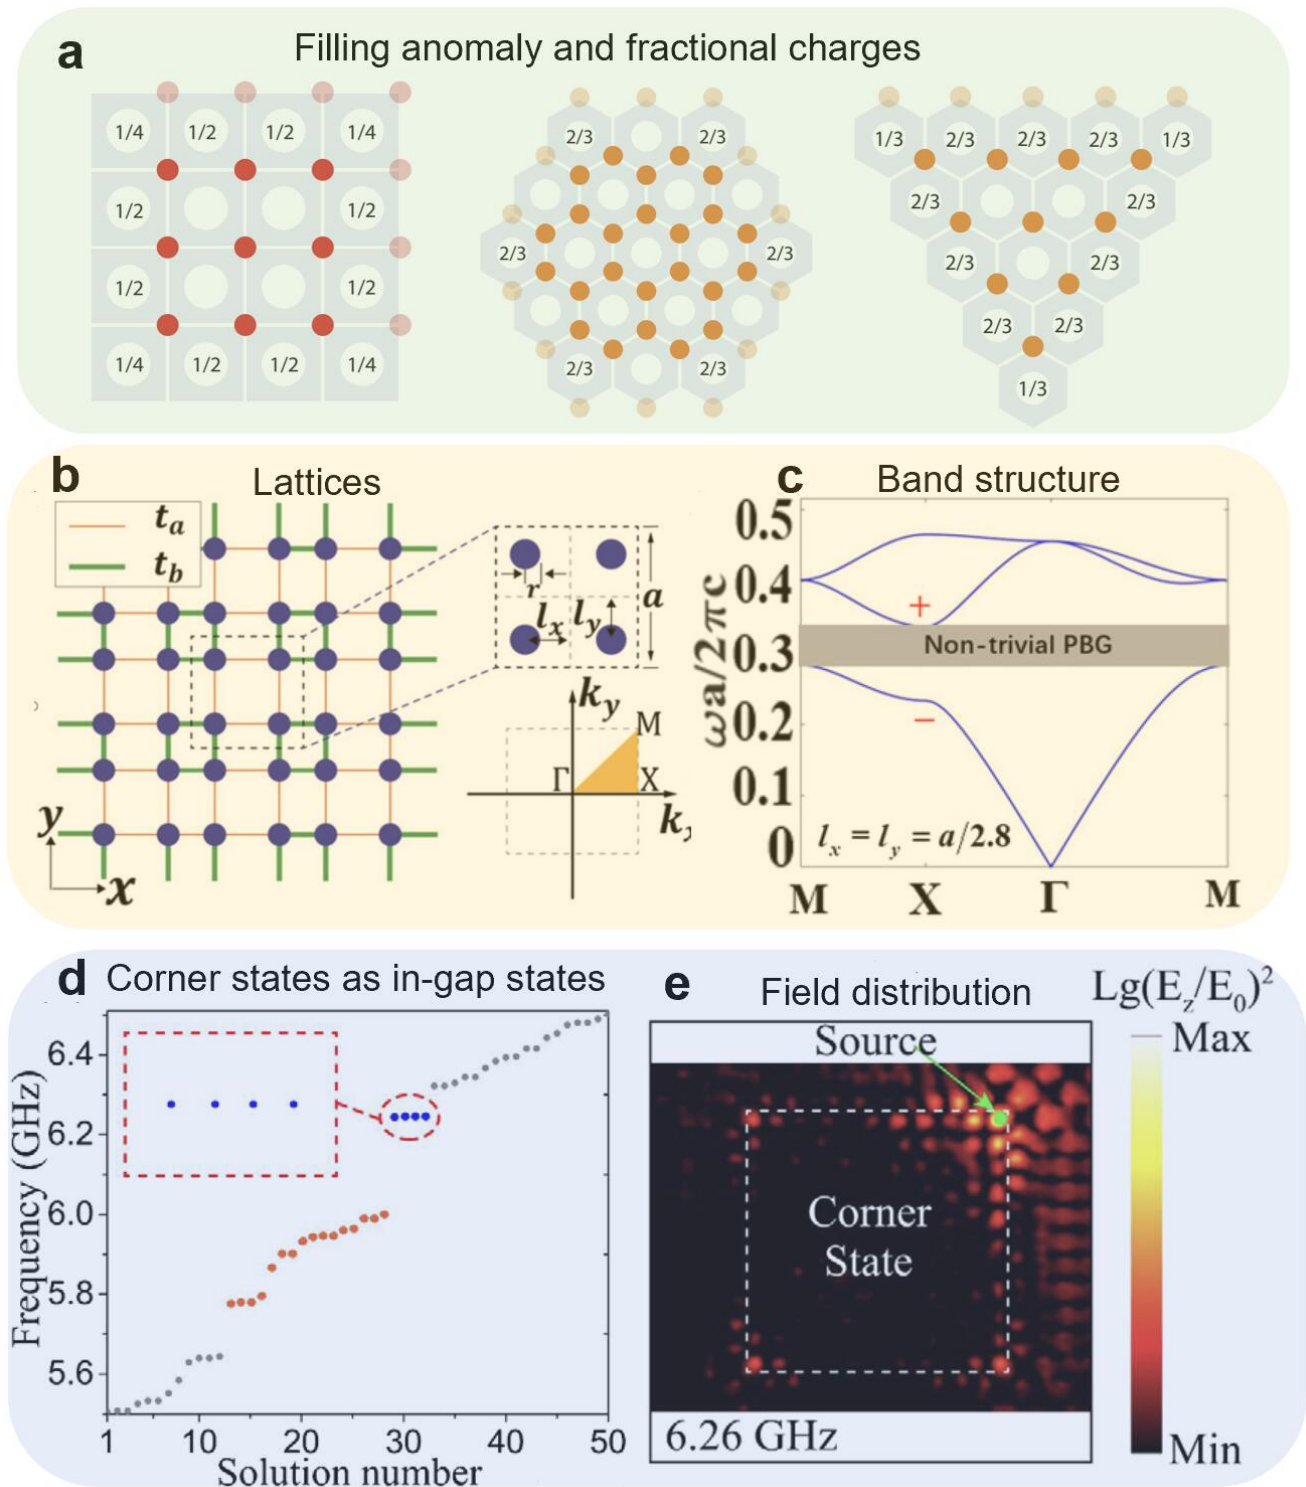 a
Filling anomaly and fractional charges
1/4 1/2 1/2 1/4
1/2 1/2
1/2 1/2
1/4 1/2 1/2 1/4
2/3 2/3
2/3 2/3
2/3 2/3
1/3 2/3 2/3 2/3 1/3
2/3 2/3
2/3 2/3
2/3 2/3
1/3
b
Lattices
t_a
t_b
r
l_x
l_y
a
k_y
M
Γ
X
y
x
c
Band structure
ωa/2πc
0.5
0.4
0.3
0.2
0.1
0
+
Non-trivial PBG
−
l_x = l_y = a/2.8
M X Γ M
d
Corner states as in-gap states
Frequency (GHz)
6.4
6.2
6.0
5.8
5.6
1 10 20 30 40 50
Solution number
e
Field distribution
Lg(E_z/E_0)²
Source
Corner
State
6.26 GHz
Max
Min